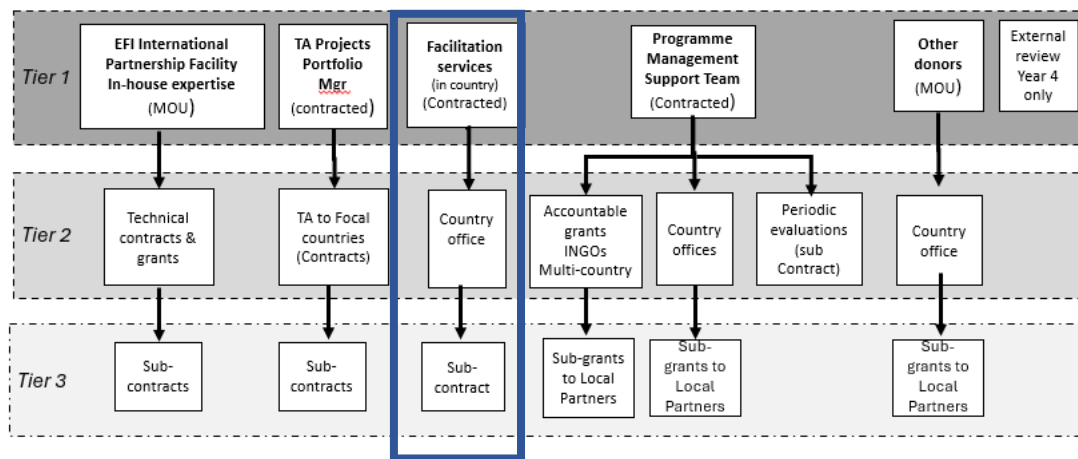 Tier 1
EFI International
Partnership Facility
In-house expertise
(MOU)
TA Projects
Portfolio
Mgr
(contracted)
Facilitation
services
(in country)
(Contracted)
Programme
Management
Support Team
(Contracted)
Other
donors
(MOU)
External
review
Year 4
only
Tier 2
Technical
contracts &
grants
TA to Focal
countries
(Contracts)
Country
office
Accountable
grants
INGOs
Multi-country
Country
offices
Periodic
evaluations
(sub
Contract)
Country
office
Tier 3
Sub-
contracts
Sub-
contracts
Sub-
contract
Sub-grants
to Local
Partners
Sub-
grants to
Local
Partners
Sub-
grants to
Local
Partners